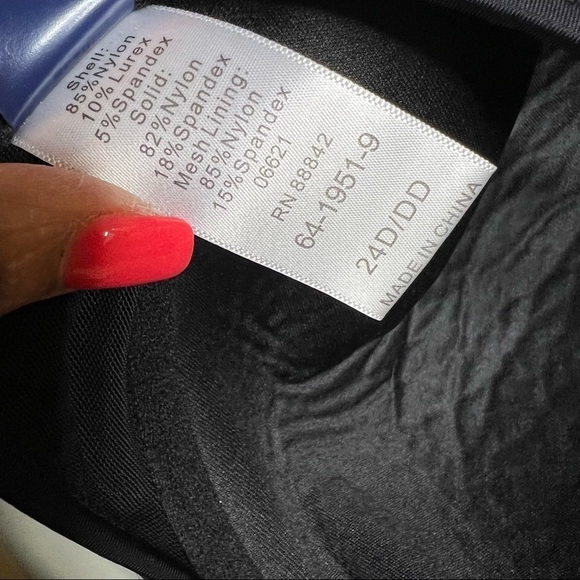 Shell:
85%Nylon
10% Lurex
5%Spandex
Solid:
82%Nylon
18%Spandex
Mesh Lining:
85%Nylon
15%Spandex
06621
RN 88842
64-1951-9
24D/DD
MADE IN CHINA